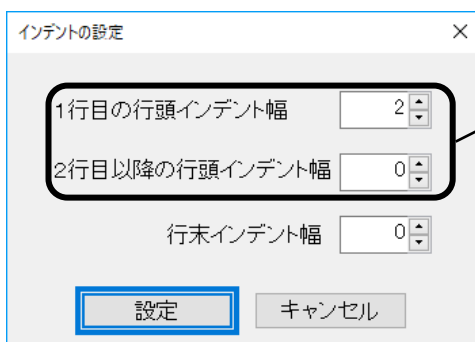 インデントの設定
1行目の行頭インデント幅 2
2行目以降の行頭インデント幅 0
行末インデント幅 0
設定 キャンセル